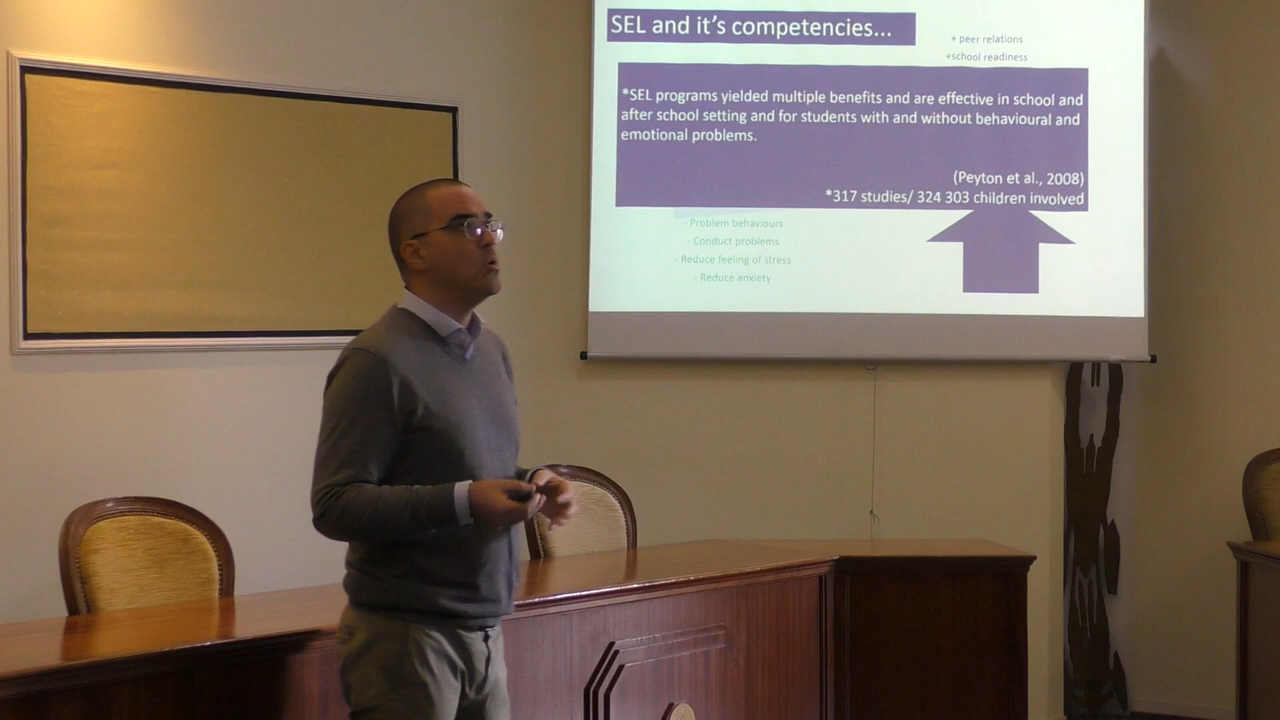 SEL and it's competencies...
+ peer relations
+school readiness
*SEL programs yielded multiple benefits and are effective in school and
after school setting and for students with and without behavioural and
emotional problems.
(Peyton et al., 2008)
*317 studies/ 324 303 children involved
- Problem behaviours
- Conduct problems
- Reduce feeling of stress
- Reduce anxiety